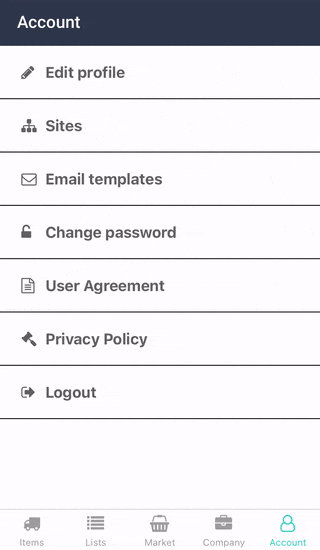 Account
Edit profile
Sites
Email templates
Change password
User Agreement
Privacy Policy
Logout
Items
Lists
Market
Company
Account